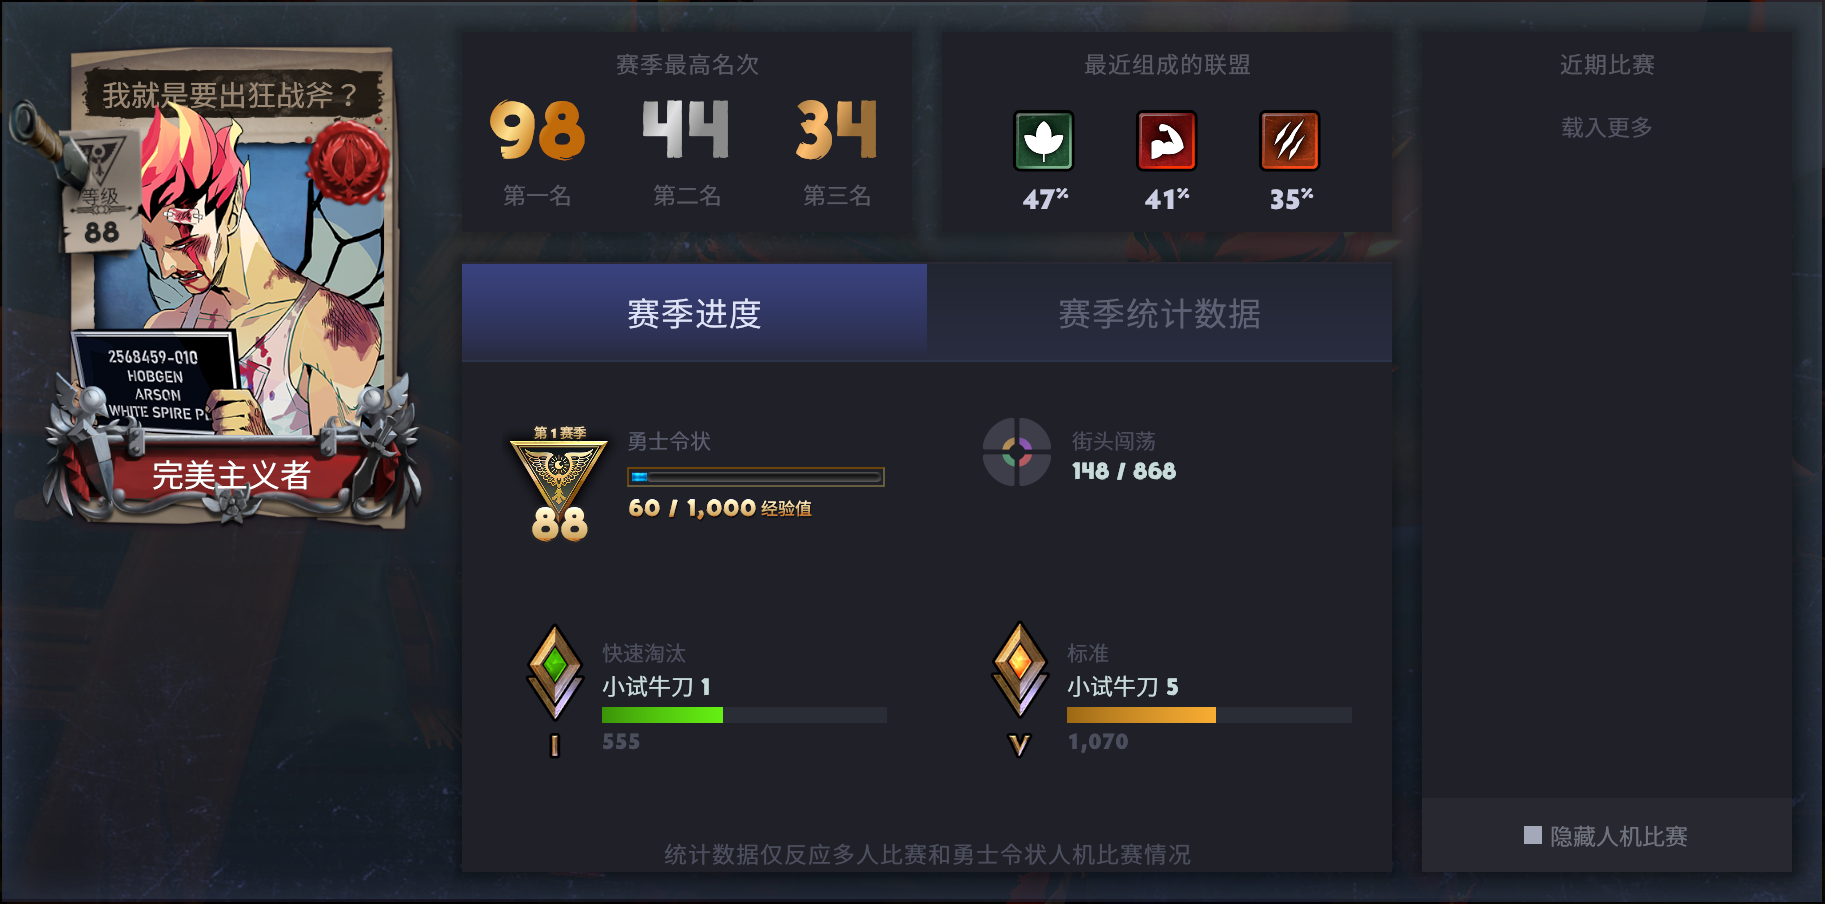 我就是要出狂战斧？
等级
88
2568459-010
HOBGEN
ARSON
WHITE SPIRE P
完美主义者
赛季最高名次
98 44 34
第一名 第二名 第三名
最近组成的联盟
47% 41% 35%
近期比赛
载入更多
赛季进度 赛季统计数据
第1赛季
88
勇士令状
60 / 1,000 经验值
街头闯荡
148 / 868
快速淘汰
小试牛刀 1
555
I
标准
小试牛刀 5
1,070
V
统计数据仅反应多人比赛和勇士令状人机比赛情况
隐藏人机比赛